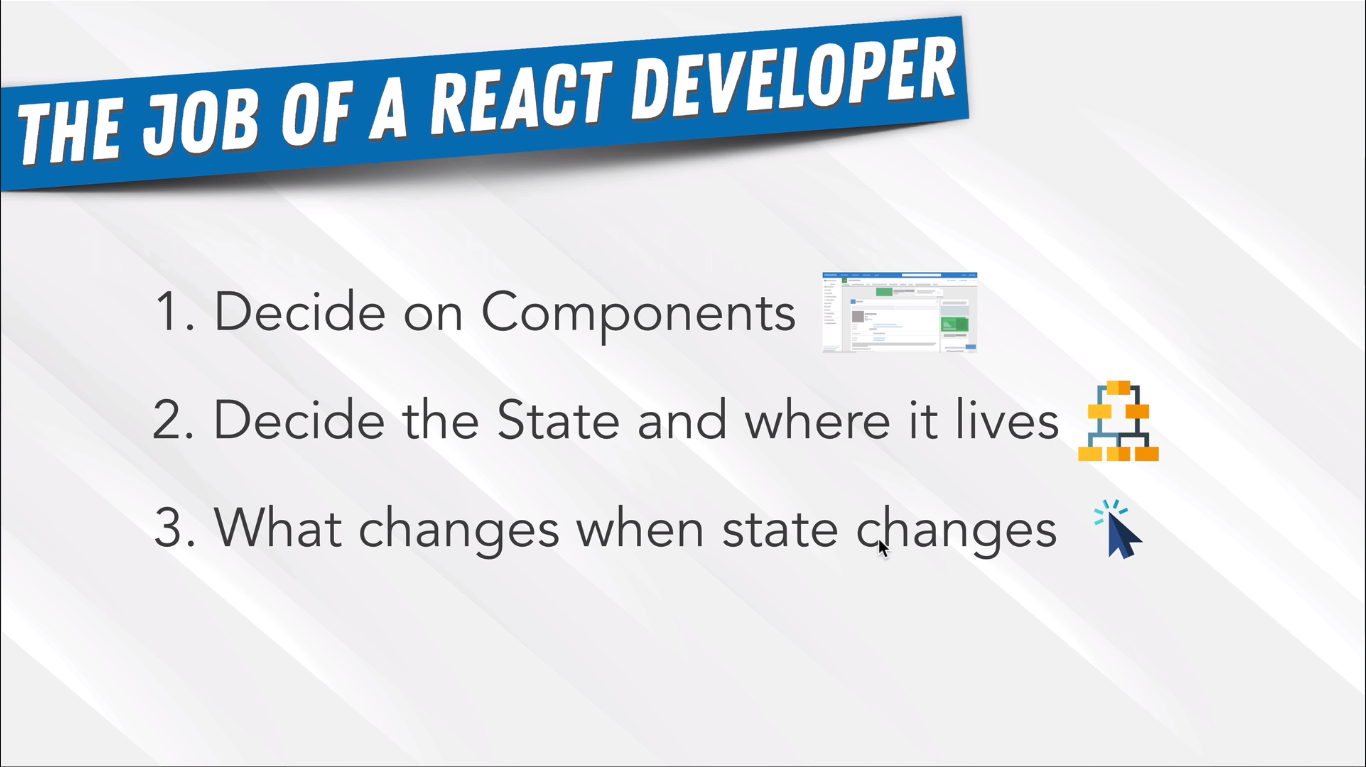 THE JOB OF A REACT DEVELOPER
1. Decide on Components
2. Decide the State and where it lives
3. What changes when state changes